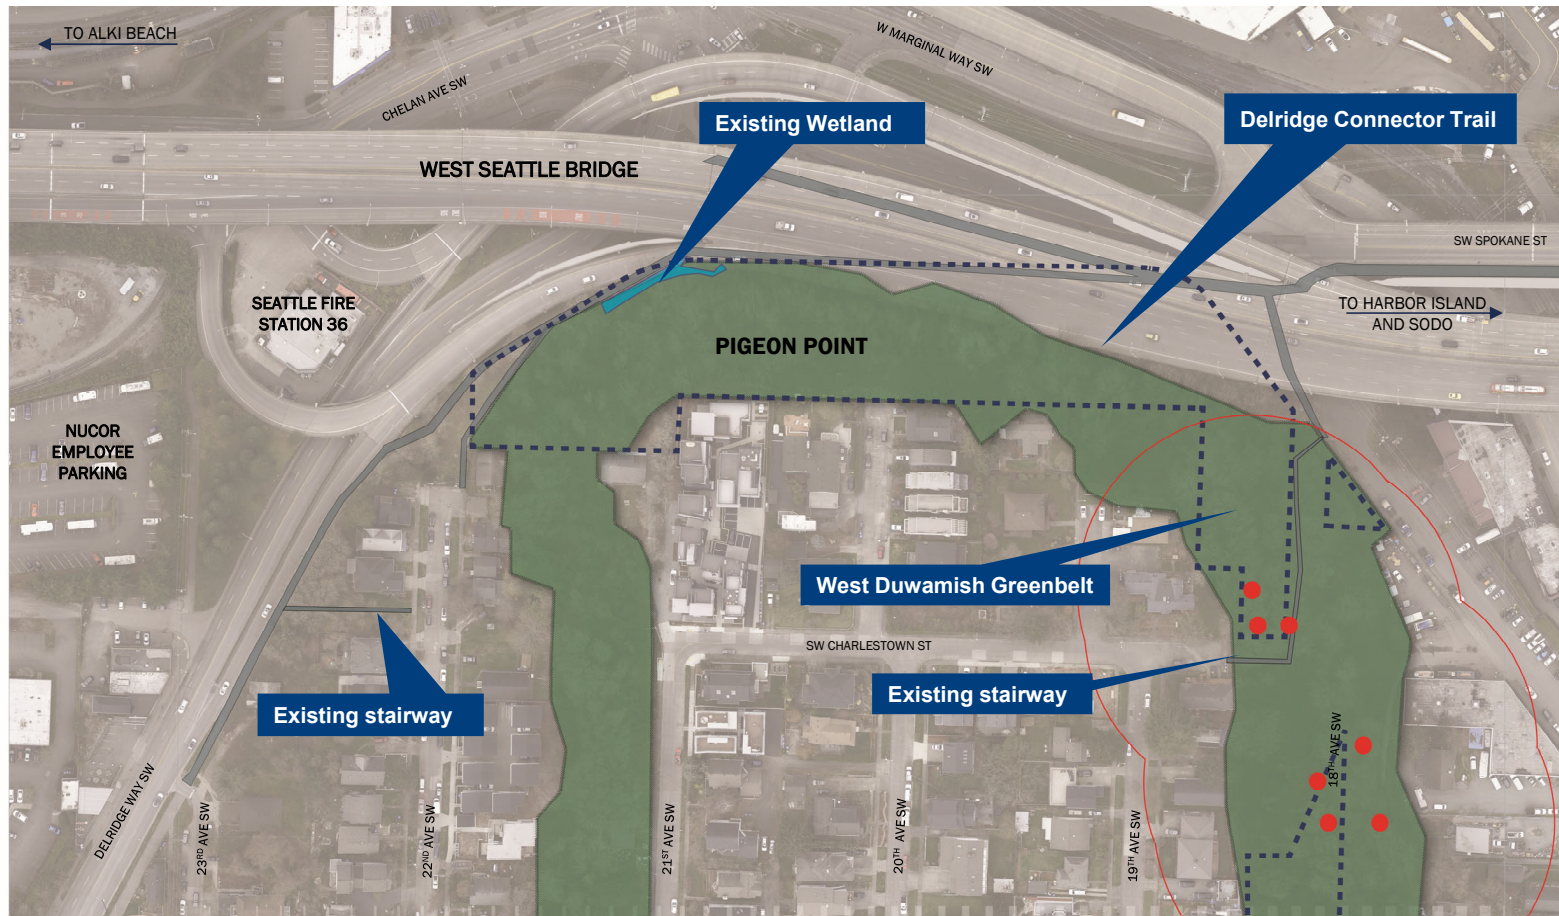 TO ALKI BEACH
CHELAN AVE SW
W MARGINAL WAY SW
Existing Wetland
Delridge Connector Trail
WEST SEATTLE BRIDGE
SW SPOKANE ST
SEATTLE FIRE
STATION 36
TO HARBOR ISLAND
AND SODO
PIGEON POINT
NUCOR
EMPLOYEE
PARKING
West Duwamish Greenbelt
SW CHARLESTOWN ST
Existing stairway
Existing stairway
DELRIDGE WAY SW
23RD AVE SW
22ND AVE SW
21ST AVE SW
20TH AVE SW
19TH AVE SW
18TH AVE SW